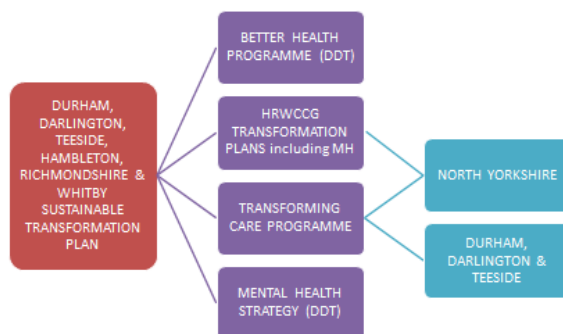 BETTER HEALTH
PROGRAMME (DDT)
DURHAM,
DARLINGTON,
TEESIDE,
HAMBLETON,
RICHMONDSHIRE &
WHITBY
SUSTAINABLE
TRANSFORMATION
PLAN
HRWCCG
TRANSFORMATION
PLANS including MH
TRANSFORMING
CARE PROGRAMME
MENTAL HEALTH
STRATEGY (DDT)
NORTH YORKSHIRE
DURHAM,
DARLINGTON &
TEESIDE